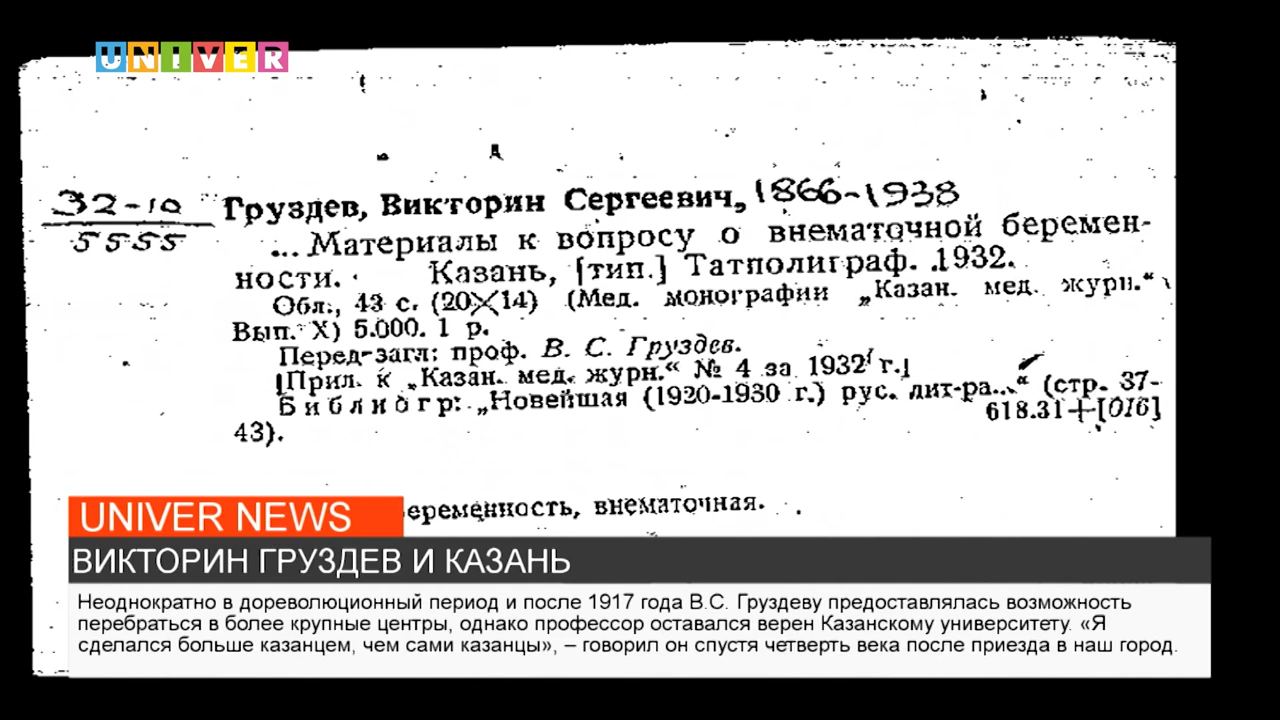 UNIVER
32-10
5555
Груздев, Викторин Сергеевич, 1866-1938
...Материалы к вопросу о внематочной беремен-
ности. Казань, [тип.] Татполиграф. 1932.
Обл., 43 с. (20×14) (Мед. монографии „Казан. мед. журн.“
Вып. X) 5.000. 1 р.
Перед-загл: проф. В. С. Груздев.
[Прил. к „Казан. мед. журн.“ № 4 за 1932 г.]
Библиогр: „Новейшая (1920-1930 г.) рус. лит-ра...“ (стр. 37-
43).
618.31+[016]
еременность, внематочная.
UNIVER NEWS
ВИКТОРИН ГРУЗДЕВ И КАЗАНЬ
Неоднократно в дореволюционный период и после 1917 года В.С. Груздеву предоставлялась возможность
перебраться в более крупные центры, однако профессор оставался верен Казанскому университету. «Я
сделался больше казанцем, чем сами казанцы», – говорил он спустя четверть века после приезда в наш город.